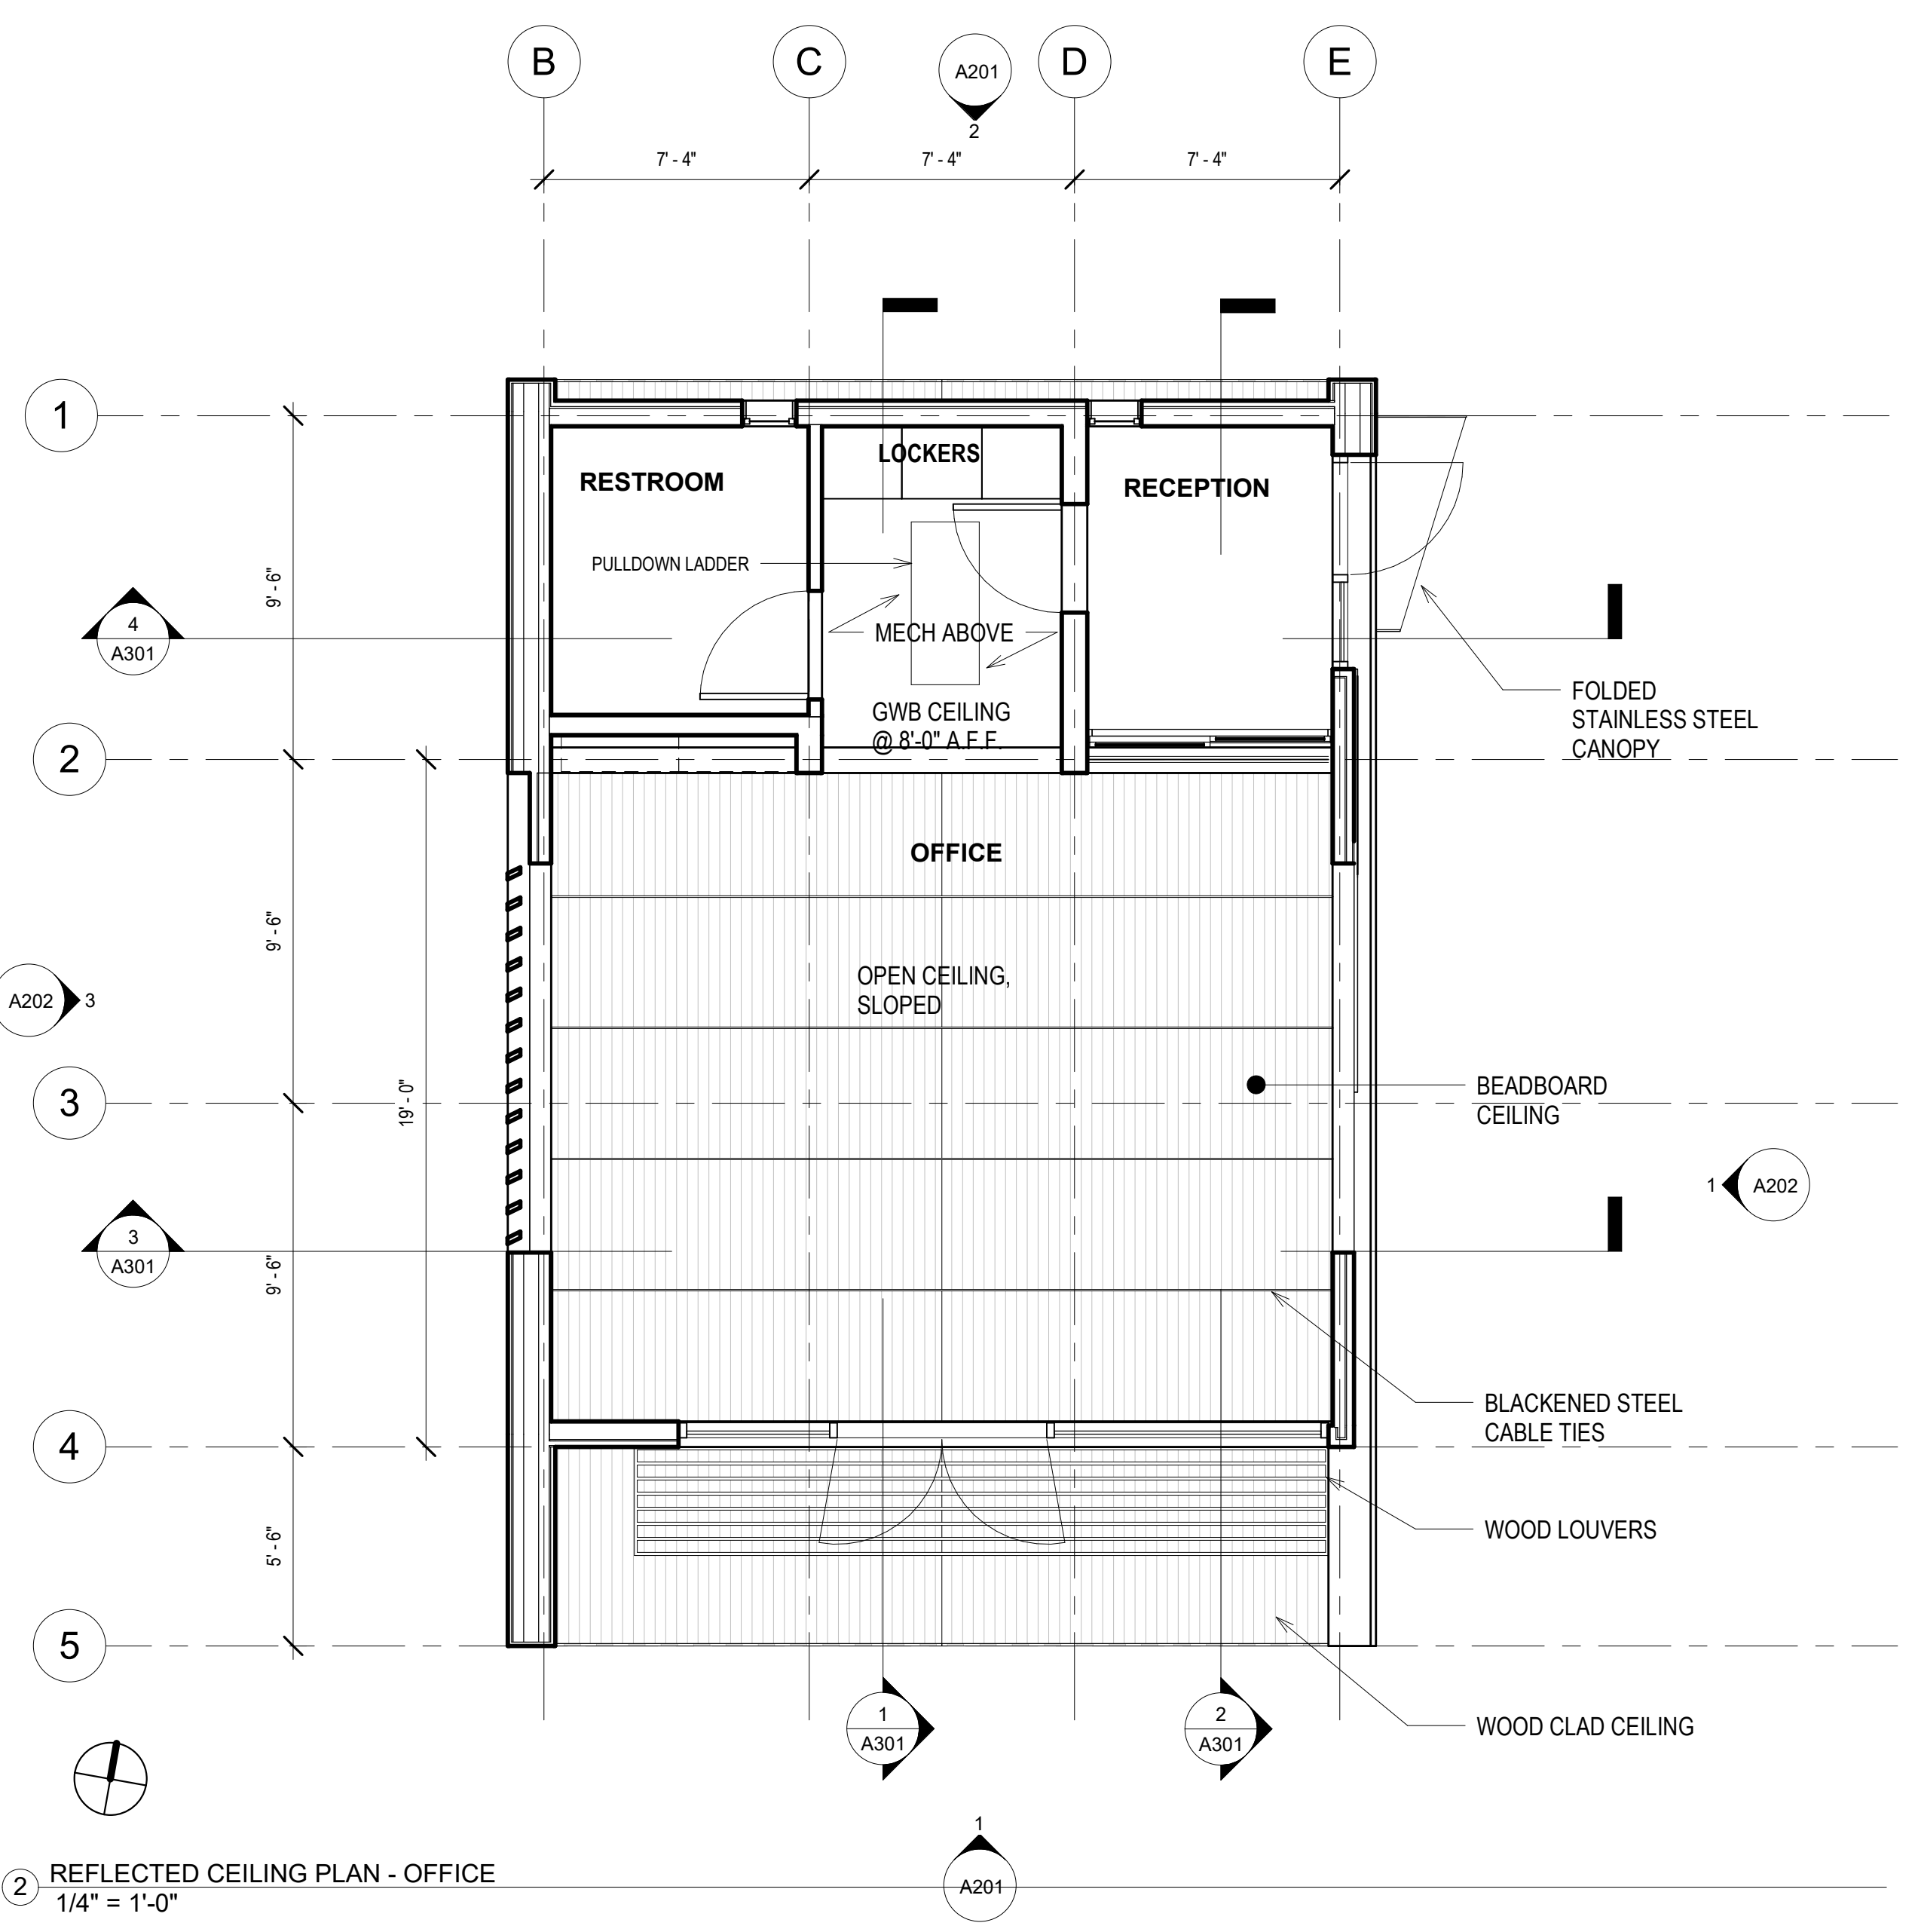 B
C
D
E
A201
2
7' - 4"
7' - 4"
7' - 4"
1
LOCKERS
RESTROOM
RECEPTION
PULLDOWN LADDER
9' - 6"
4
A301
MECH ABOVE
FOLDED
STAINLESS STEEL
CANOPY
GWB CEILING
@ 8'-0" A.F.F.
2
OFFICE
9' - 6"
OPEN CEILING,
SLOPED
A202
3
BEADBOARD
CEILING
3
19' - 0"
1
A202
3
A301
9' - 6"
BLACKENED STEEL
CABLE TIES
4
WOOD LOUVERS
5' - 6"
5
1
A301
2
A301
WOOD CLAD CEILING
1
A201
2
REFLECTED CEILING PLAN - OFFICE
1/4" = 1'-0"